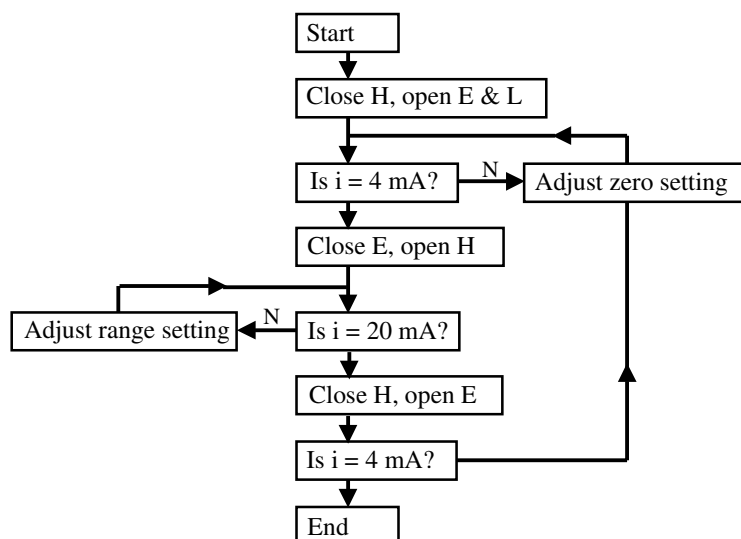 Start
Close H, open E & L
Is i = 4 mA?
N
Adjust zero setting
Close E, open H
Adjust range setting
N
Is i = 20 mA?
Close H, open E
Is i = 4 mA?
End